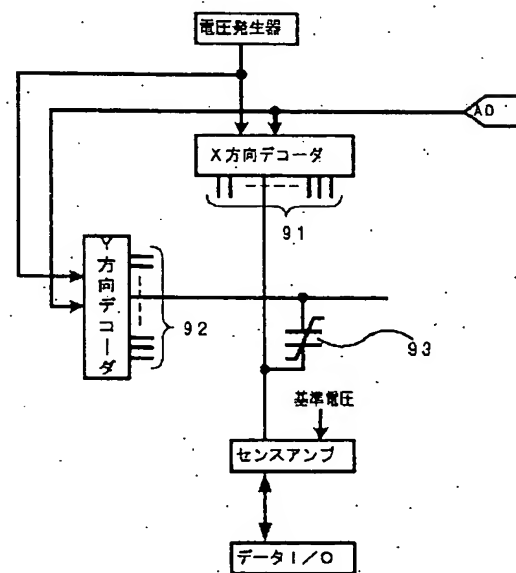 電圧発生器
AD
X方向デコーダ
91
Y方向デコーダ
92
93
基準電圧
センスアンプ
データI/O